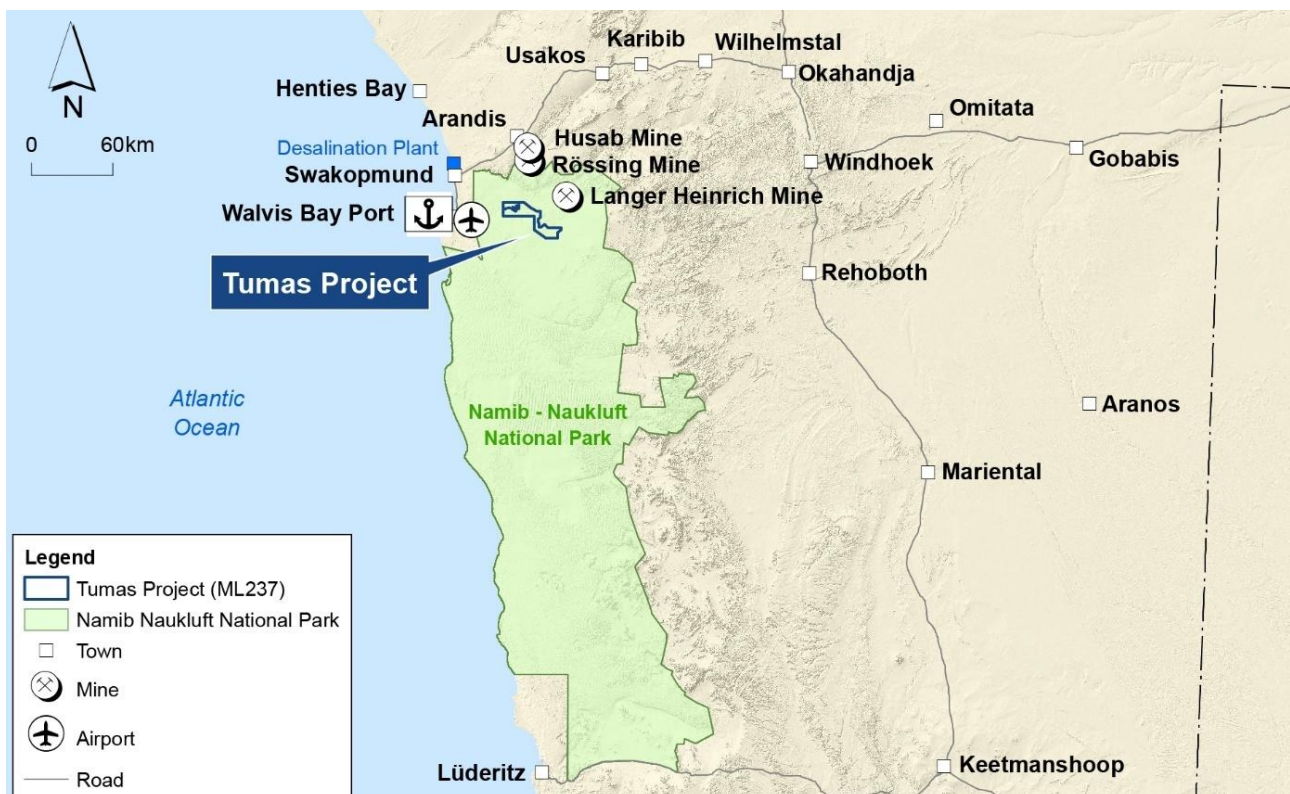 Karibib
Wilhelmstal
Usakos
Okahandja
Henties Bay
Omitata
Arandis
Husab Mine
Desalination Plant
Rössing Mine
Windhoek
Gobabis
Swakopmund
Langer Heinrich Mine
Walvis Bay Port
Tumas Project
Rehoboth
N
0 60km
Atlantic
Ocean
Namib - Naukluft
National Park
Aranos
Mariental
Legend
Tumas Project (ML237)
Namib Naukluft National Park
Town
Mine
Airport
Road
Lüderitz
Keetmanshoop